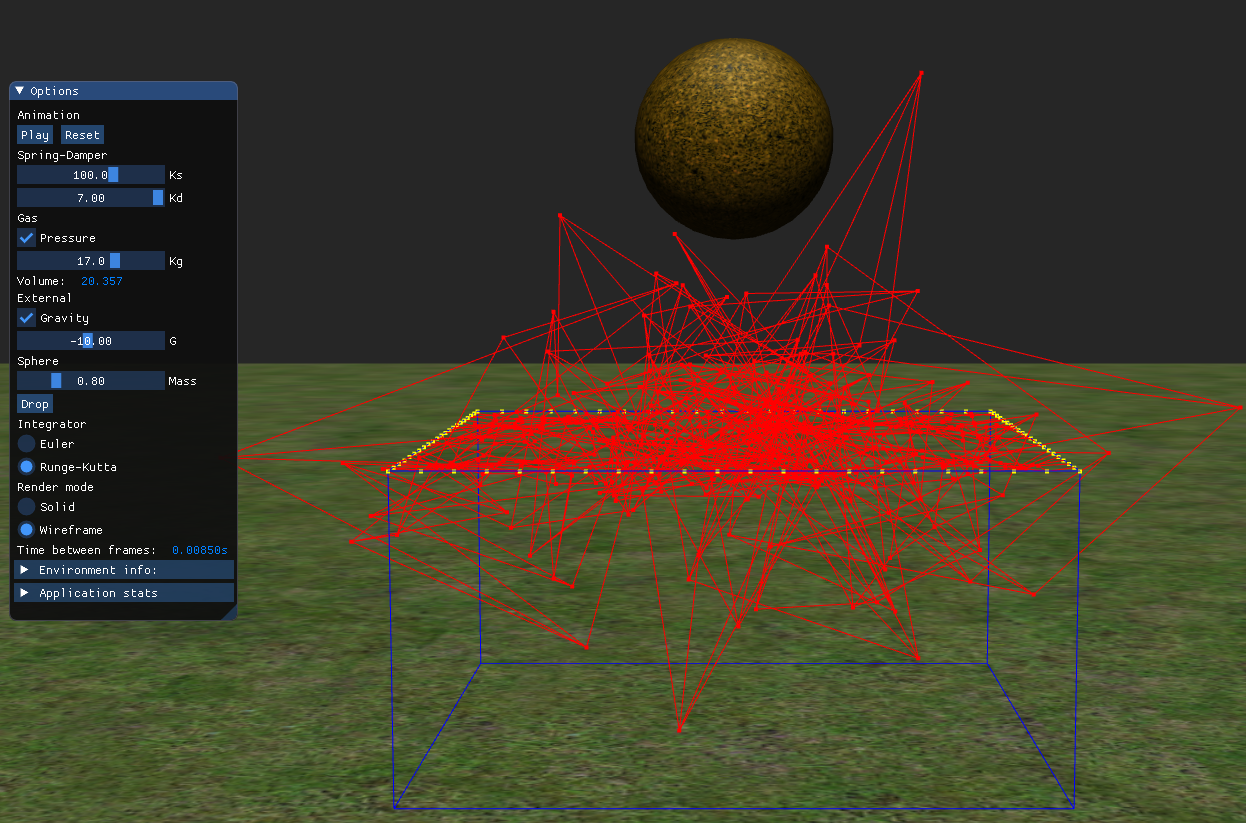 Options
Animation
Play Reset
Spring-Damper
100.0 Ks
7.00 Kd
Gas
Pressure
17.0 Kg
Volume: 20.357
External
Gravity
-10.00 G
Sphere
0.80 Mass
Drop
Integrator
Euler
Runge-Kutta
Render mode
Solid
Wireframe
Time between frames: 0.00850s
Environment info:
Application stats